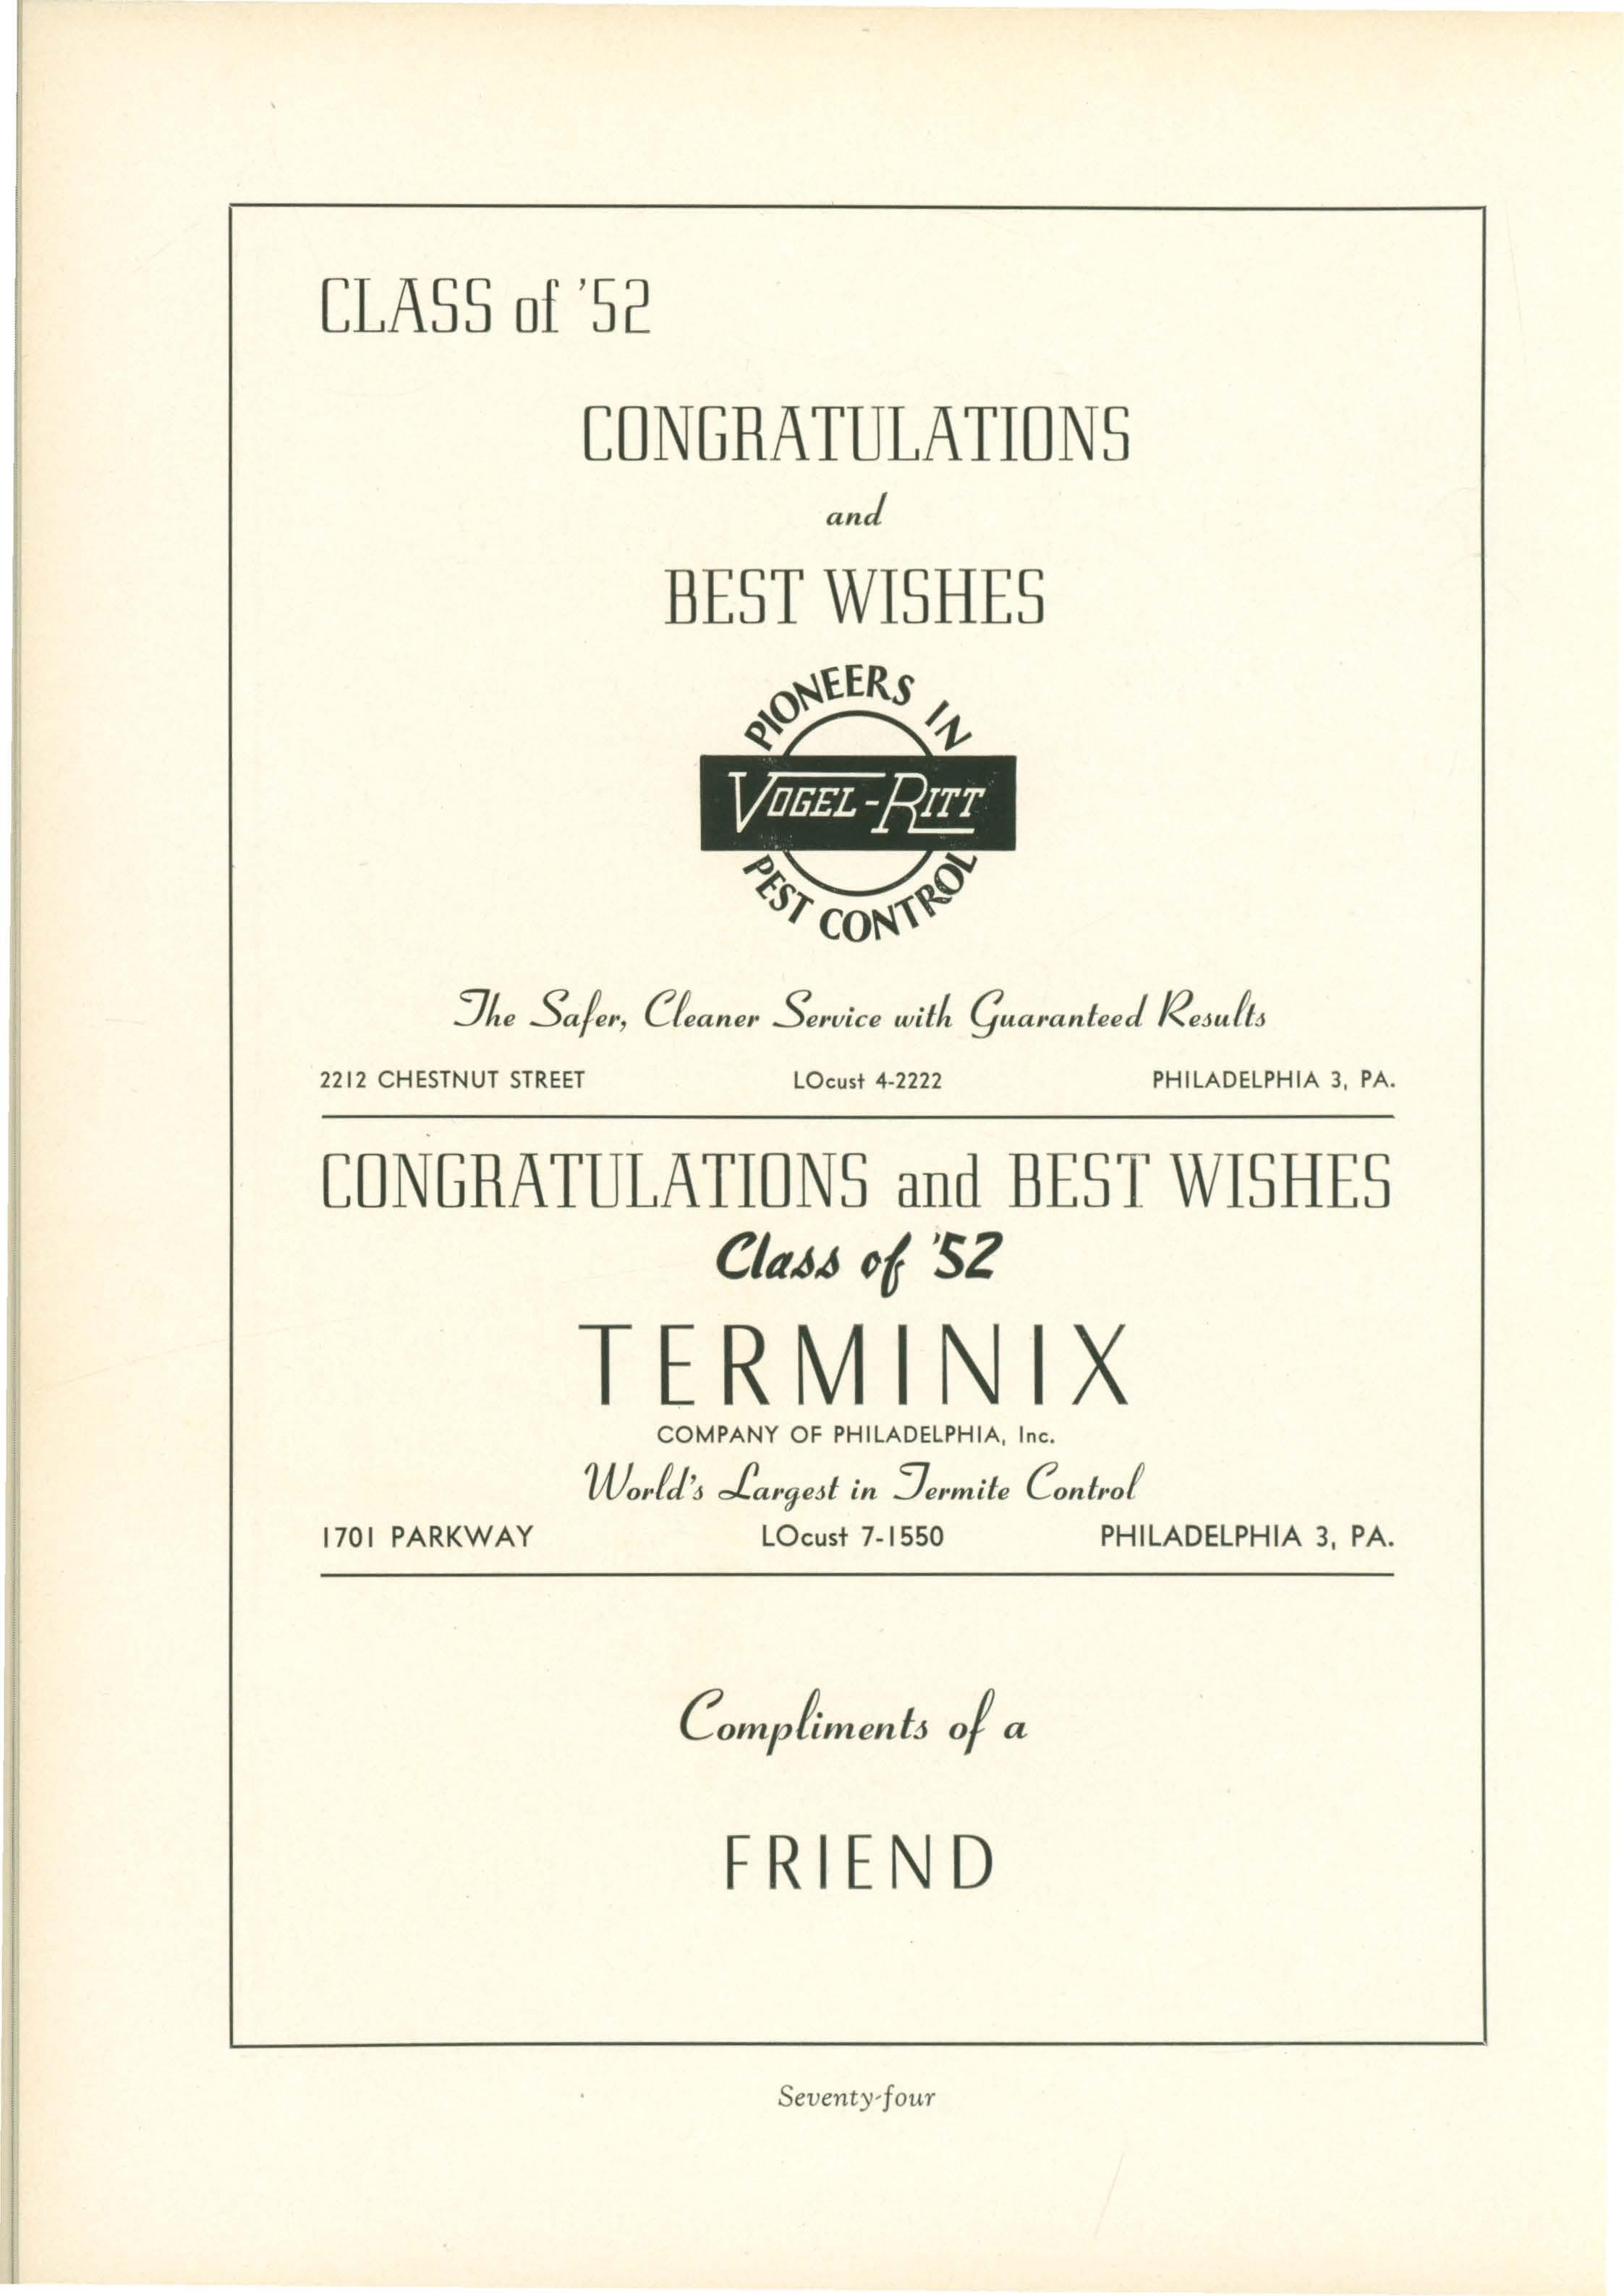 CLASS of '52
CONGRATULATIONS
and
BEST WISHES
PIONEERS IN
VOGEL-RITT
PEST CONTROL
The Safer, Cleaner Service with Guaranteed Results
2212 CHESTNUT STREET LOcust 4-2222 PHILADELPHIA 3, PA.
CONGRATULATIONS and BEST WISHES
Class of '52
TERMINIX
COMPANY OF PHILADELPHIA, Inc.
World's Largest in Termite Control
1701 PARKWAY LOcust 7-1550 PHILADELPHIA 3, PA.
Compliments of a
FRIEND
Seventy-four